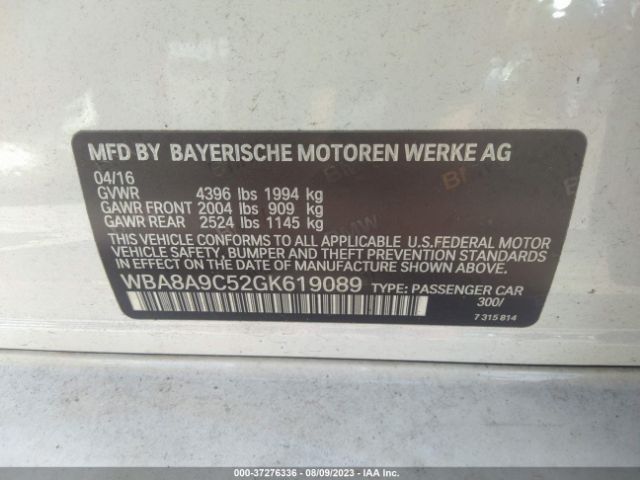 MFD BY BAYERISCHE MOTOREN WERKE AG
04/16
GVWR 4396 lbs 1994 kg
GAWR FRONT 2004 lbs 909 kg
GAWR REAR 2524 lbs 1145 kg
THIS VEHICLE CONFORMS TO ALL APPLICABLE U.S.FEDERAL MOTOR
VEHICLE SAFETY, BUMPER, AND THEFT PREVENTION STANDARDS
IN EFFECT ON THE DATE OF MANUFACTURE SHOWN ABOVE.
WBA8A9C52GK619089 TYPE: PASSENGER CAR
300/
7 315 814
000-37276336 - 08/09/2023 - IAA Inc.